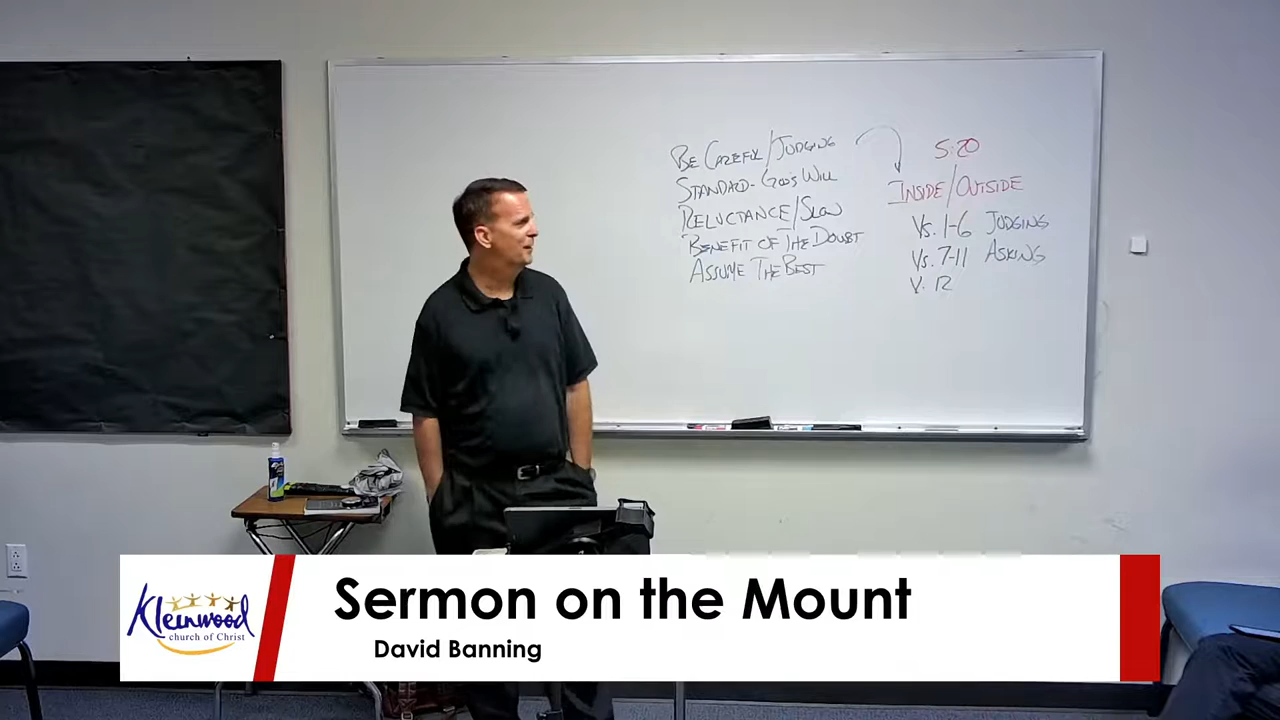 BE CAREFUL/JUDGING
STANDARD- GOD'S WILL
RELUCTANCE/SLOW
BENEFIT OF THE DOUBT
ASSUME THE BEST
5:20
INSIDE/OUTSIDE
Vs. 1-6 JUDGING
Vs. 7-11 ASKING
V. 12
Kleinwood
church of Christ
Sermon on the Mount
David Banning